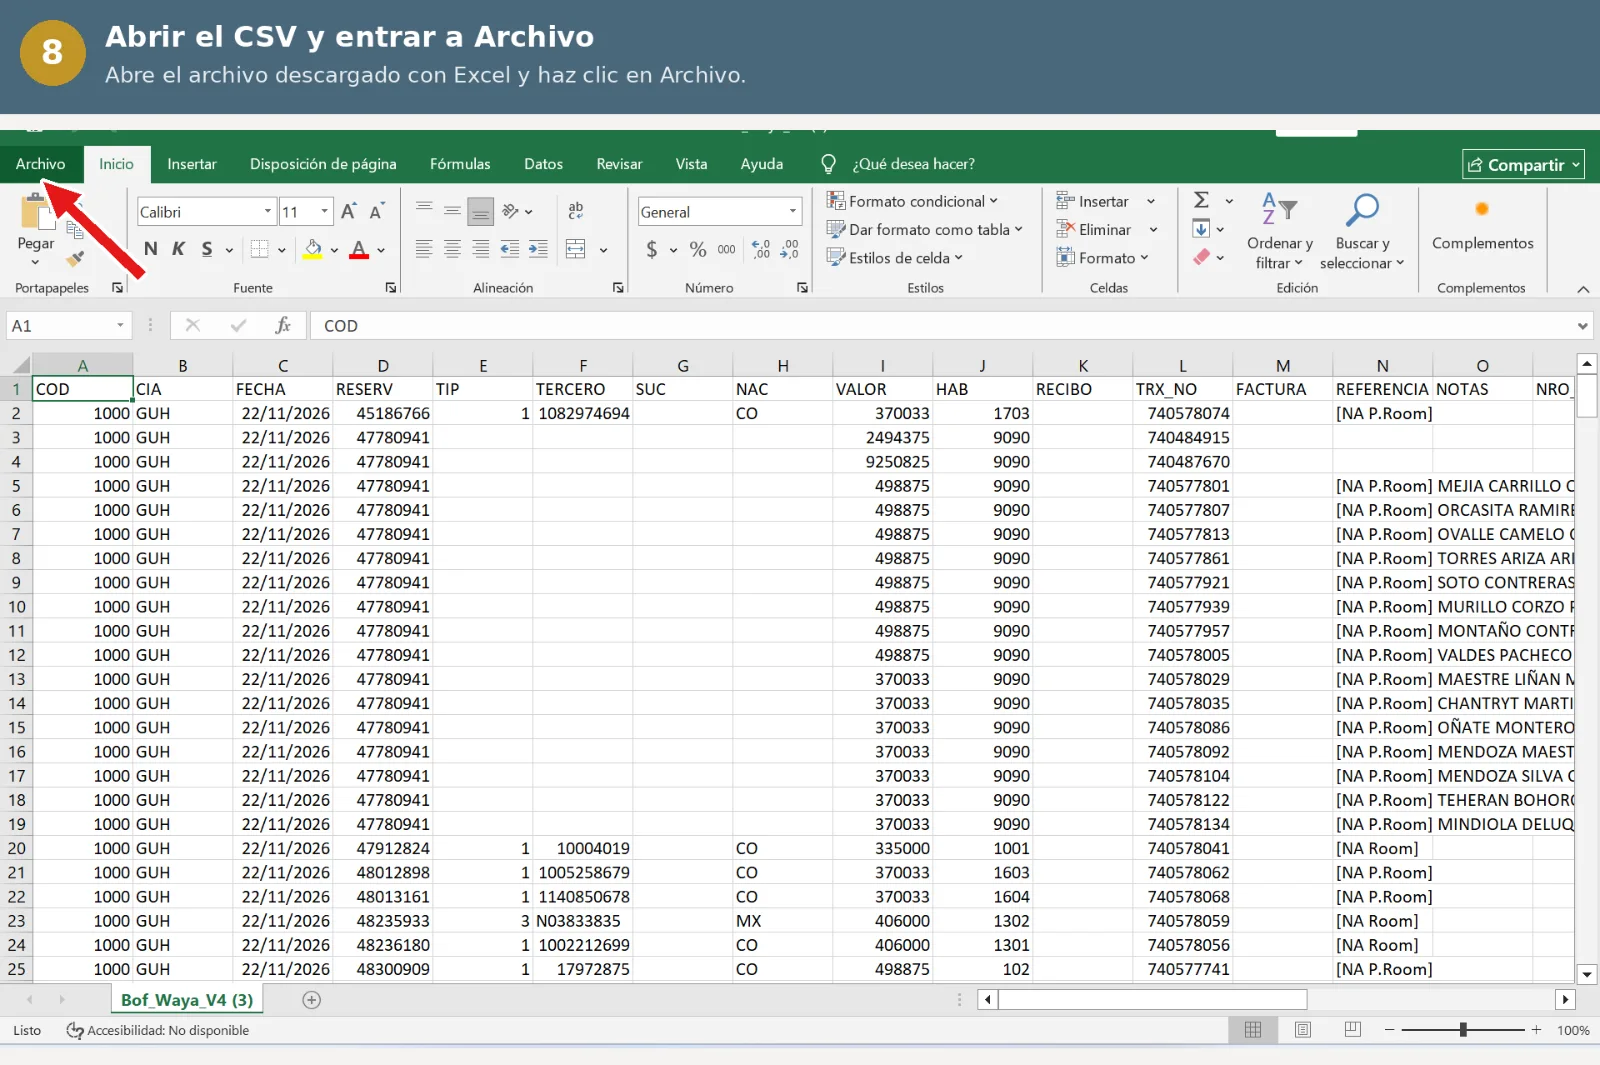 8
Abrir el CSV y entrar a Archivo
Abre el archivo descargado con Excel y haz clic en Archivo.
Archivo Inicio Insertar Disposición de página Fórmulas Datos Revisar Vista Ayuda ¿Qué desea hacer? Compartir
Pegar
Portapapeles
Calibri 11
N K S
Fuente
ab
Alineación
General
$ % 000
Número
Formato condicional
Dar formato como tabla
Estilos de celda
Estilos
Insertar
Eliminar
Formato
Celdas
Ordenar y filtrar
Buscar y seleccionar
Edición
Complementos
Complementos
A1 fx COD
A B C D E F G H I J K L M N O
1 COD CIA FECHA RESERV TIP TERCERO SUC NAC VALOR HAB RECIBO TRX_NO FACTURA REFERENCIA NOTAS NRO_
2 1000 GUH 22/11/2026 45186766 1 1082974694 CO 370033 1703 740578074 [NA P.Room]
3 1000 GUH 22/11/2026 47780941 2494375 9090 740484915
4 1000 GUH 22/11/2026 47780941 9250825 9090 740487670
5 1000 GUH 22/11/2026 47780941 498875 9090 740577801 [NA P.Room] MEJIA CARRILLO C
6 1000 GUH 22/11/2026 47780941 498875 9090 740577807 [NA P.Room] ORCASITA RAMIRE
7 1000 GUH 22/11/2026 47780941 498875 9090 740577813 [NA P.Room] OVALLE CAMELO
8 1000 GUH 22/11/2026 47780941 498875 9090 740577861 [NA P.Room] TORRES ARIZA ARI
9 1000 GUH 22/11/2026 47780941 498875 9090 740577921 [NA P.Room] SOTO CONTRERAS
10 1000 GUH 22/11/2026 47780941 498875 9090 740577939 [NA P.Room] MURILLO CORZO
11 1000 GUH 22/11/2026 47780941 498875 9090 740577957 [NA P.Room] MONTAÑO CONTR
12 1000 GUH 22/11/2026 47780941 498875 9090 740578005 [NA P.Room] VALDES PACHECO
13 1000 GUH 22/11/2026 47780941 370033 9090 740578029 [NA P.Room] MAESTRE LIÑAN M
14 1000 GUH 22/11/2026 47780941 370033 9090 740578035 [NA P.Room] CHANTRYT MARTI
15 1000 GUH 22/11/2026 47780941 370033 9090 740578086 [NA P.Room] OÑATE MONTERO
16 1000 GUH 22/11/2026 47780941 370033 9090 740578092 [NA P.Room] MENDOZA MAEST
17 1000 GUH 22/11/2026 47780941 370033 9090 740578104 [NA P.Room] MENDOZA SILVA C
18 1000 GUH 22/11/2026 47780941 370033 9090 740578122 [NA P.Room] TEHERAN BOHORQ
19 1000 GUH 22/11/2026 47780941 370033 9090 740578134 [NA P.Room] MINDIOLA DELUQ
20 1000 GUH 22/11/2026 47912824 1 10004019 CO 335000 1001 740578041 [NA Room]
21 1000 GUH 22/11/2026 48012898 1 1005258679 CO 370033 1603 740578062 [NA P.Room]
22 1000 GUH 22/11/2026 48013161 1 1140850678 CO 370033 1604 740578068 [NA P.Room]
23 1000 GUH 22/11/2026 48235933 3 N03833835 MX 406000 1302 740578059 [NA Room]
24 1000 GUH 22/11/2026 48236180 1 1002212699 CO 406000 1301 740578056 [NA Room]
25 1000 GUH 22/11/2026 48300909 1 17972875 CO 498875 102 740577741 [NA P.Room]
Bof_Waya_V4 (3)
Listo Accesibilidad: No disponible 100%